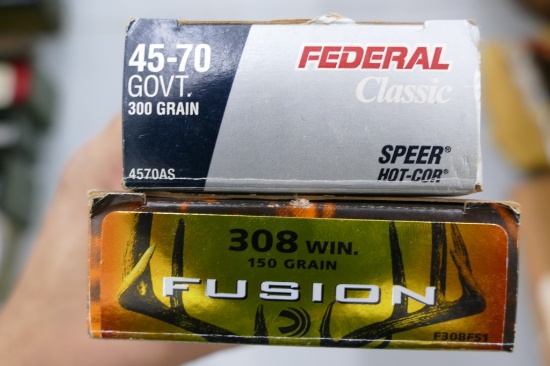 45-70
GOVT.
300 GRAIN
4570AS
FEDERAL
Classic
SPEER®
HOT-COR®
308 WIN.
150 GRAIN
FUSION
F308FS1